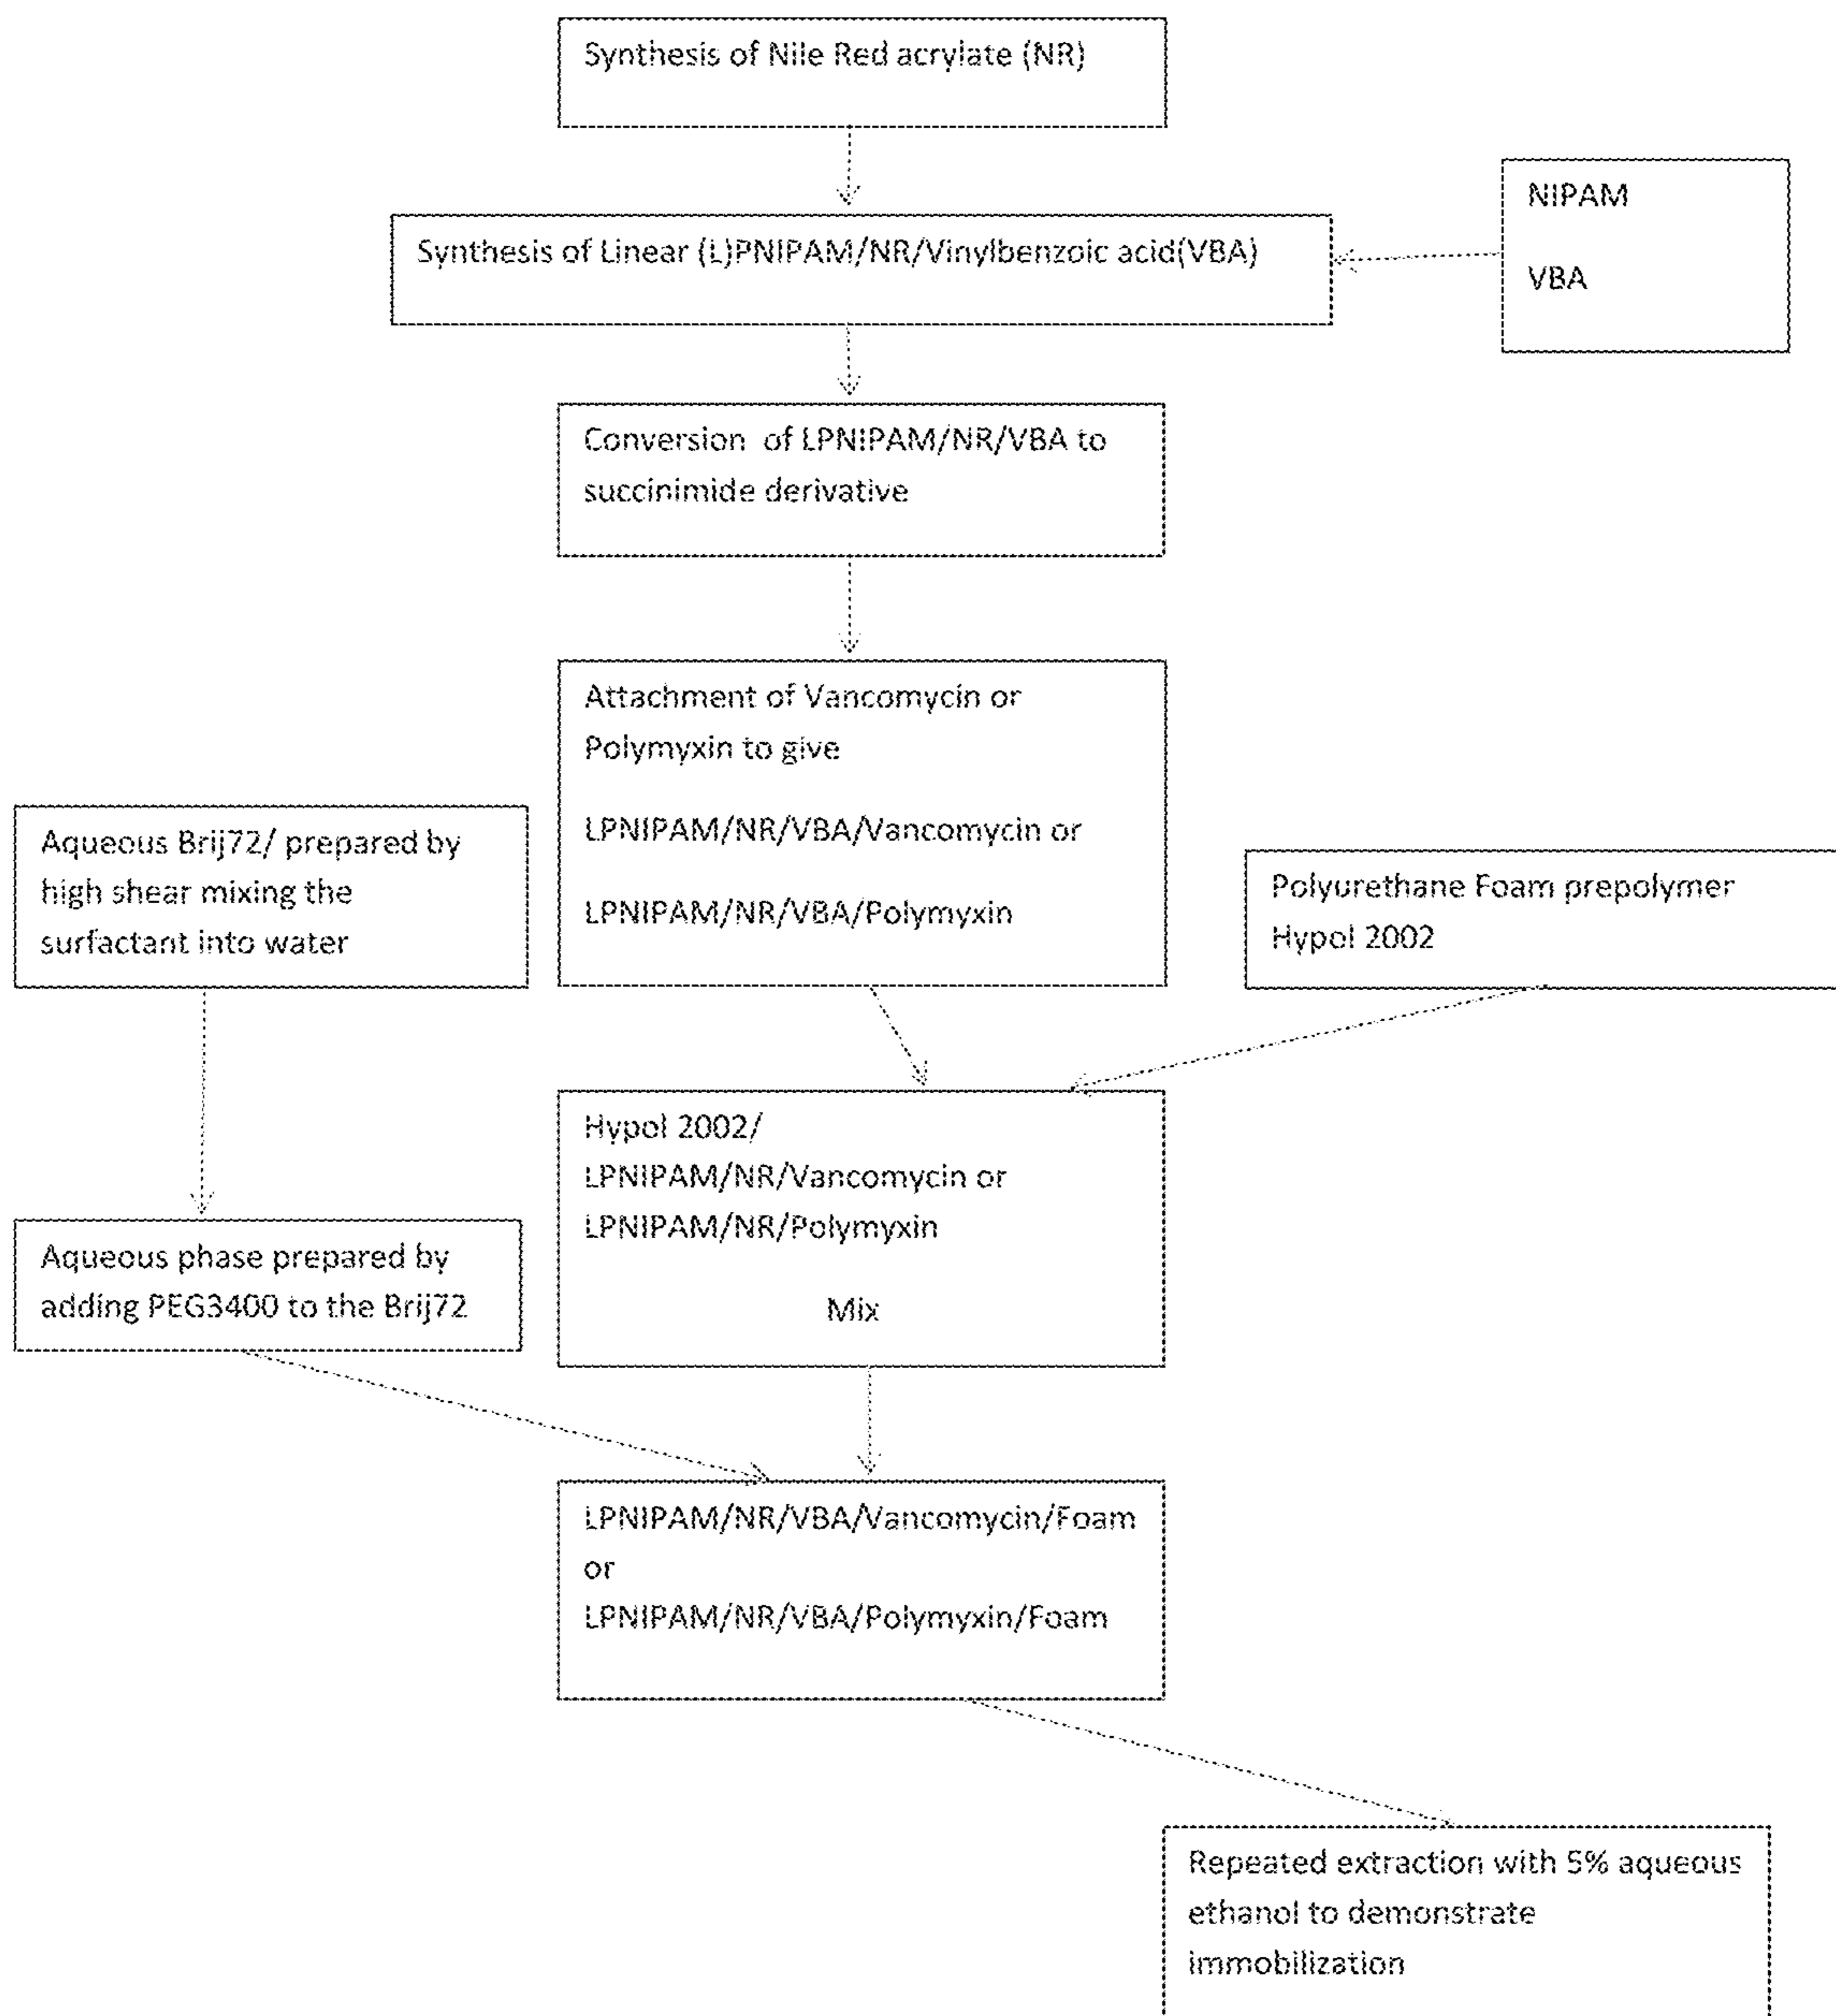 Synthesis of Nile Red acrylate (NR)
NIPAM
VBA
Synthesis of Linear (L)PNIPAM/NR/Vinylbenzoic acid(VBA)
Conversion of LPNIPAM/NR/VBA to
succinimide derivative
Attachment of Vancomycin or
Polymyxin to give
LPNIPAM/NR/VBA/Vancomycin or
LPNIPAM/NR/VBA/Polymyxin
Aqueous Brij72/ prepared by
high shear mixing the
surfactant into water
Polyurethane Foam prepolymer
Hypol 2002
Hypol 2002/
LPNIPAM/NR/Vancomycin or
LPNIPAM/NR/Polymyxin
Mix
Aqueous phase prepared by
adding PEG3400 to the Brij72
LPNIPAM/NR/VBA/Vancomycin/Foam
or
LPNIPAM/NR/VBA/Polymyxin/Foam
Repeated extraction with 5% aqueous
ethanol to demonstrate
immobilization